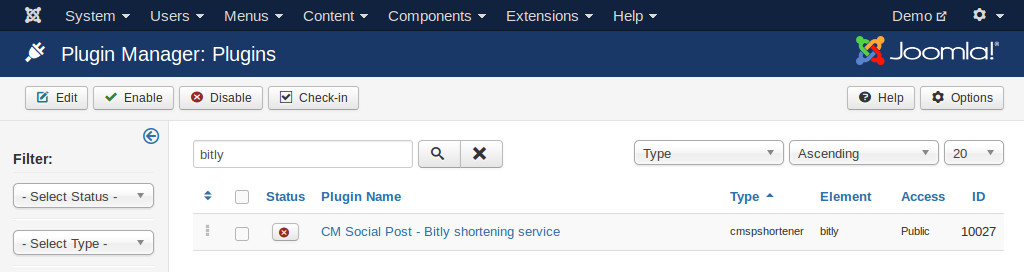 System Users Menus Content Components Extensions Help Demo
Plugin Manager: Plugins Joomla!®
Edit Enable Disable Check-in Help Options
Filter:
bitly Type Ascending 20
- Select Status -
Status Plugin Name Type Element Access ID
CM Social Post - Bitly shortening service cmspshortener bitly Public 10027
- Select Type -